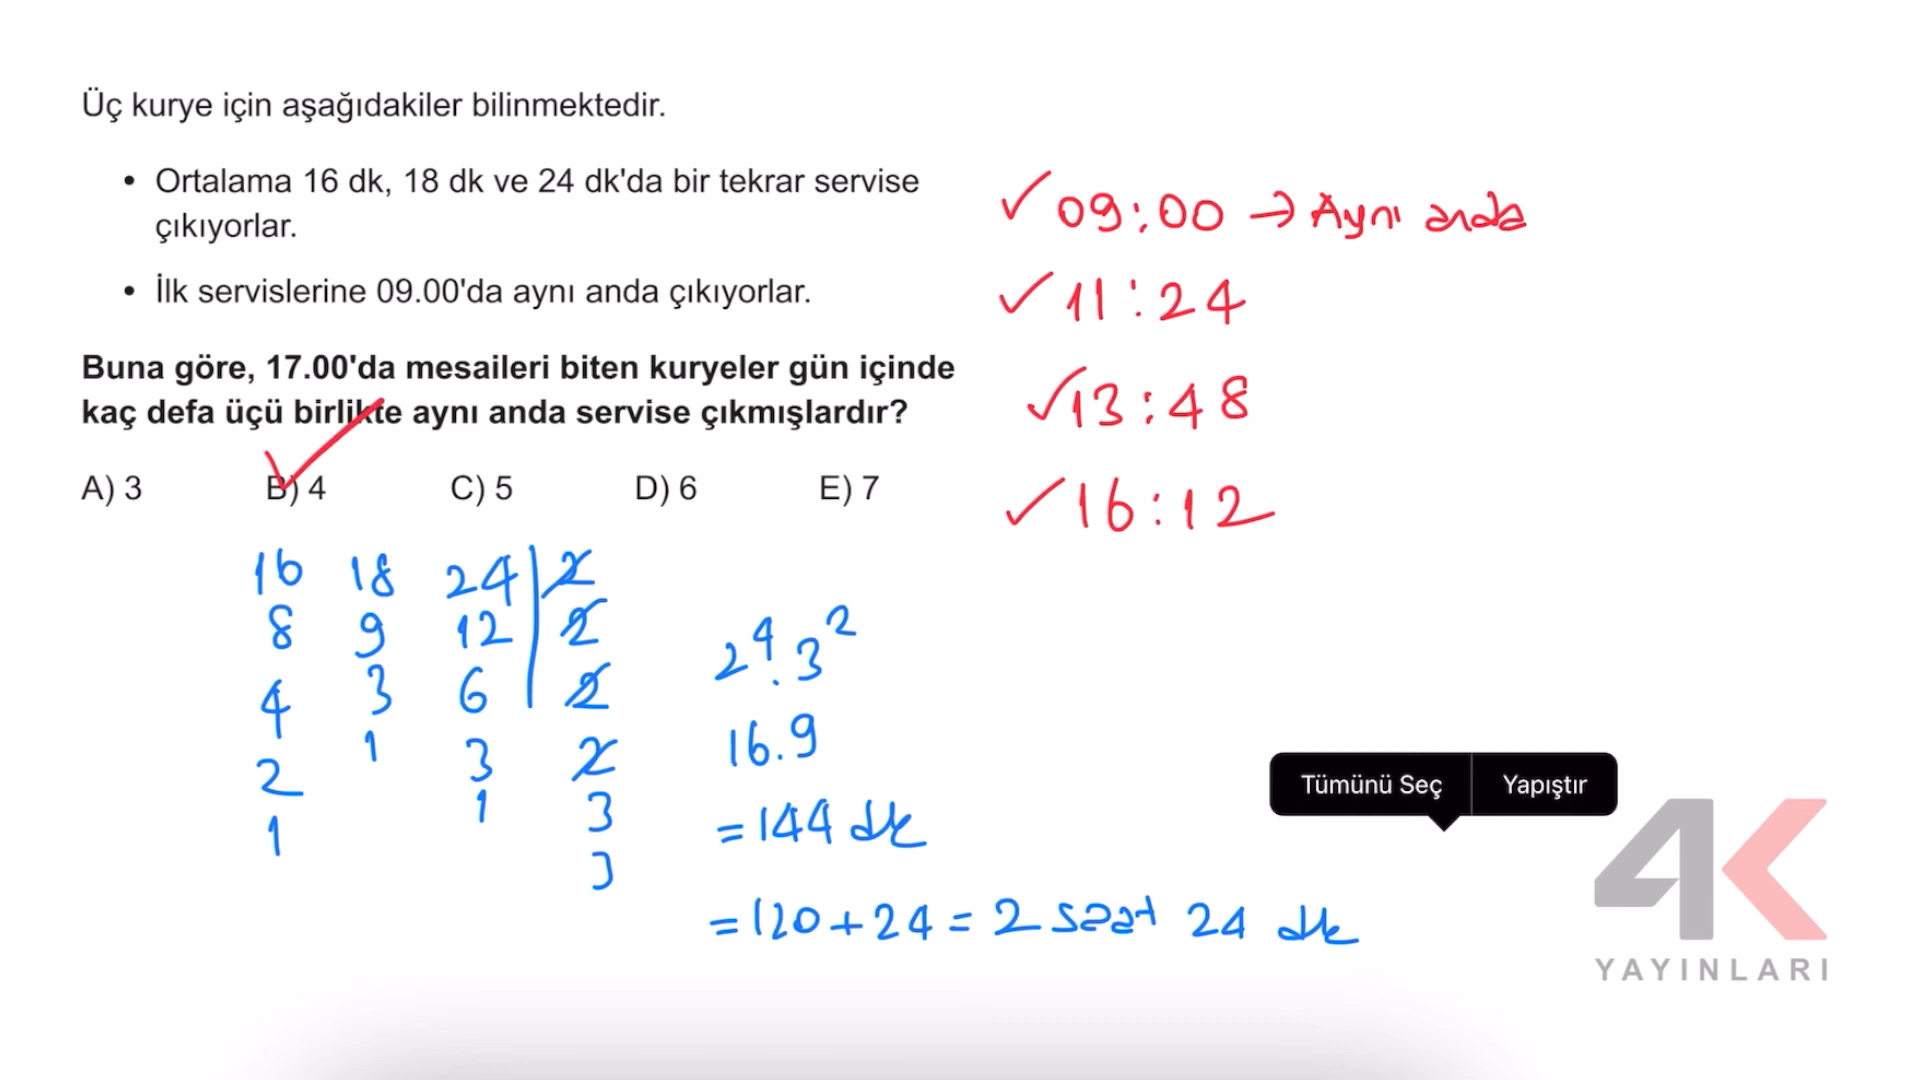 Üç kurye için aşağıdakiler bilinmektedir.
• Ortalama 16 dk, 18 dk ve 24 dk'da bir tekrar servise
çıkıyorlar.
• İlk servislerine 09.00'da aynı anda çıkıyorlar.
Buna göre, 17.00'da mesaileri biten kuryeler gün içinde
kaç defa üçü birlikte aynı anda servise çıkmışlardır?
A) 3 B) 4 C) 5 D) 6 E) 7
09:00 → Aynı anda
11:24
13:48
16:12
16 18 24 2
8 9 12 2
4 3 6 2
2 1 3 2
1 1 3
3
2⁴.3²
16.9
=144 dk
=120+24=2 saat 24 dk
Tümünü Seç Yapıştır
4K
YAYINLARI